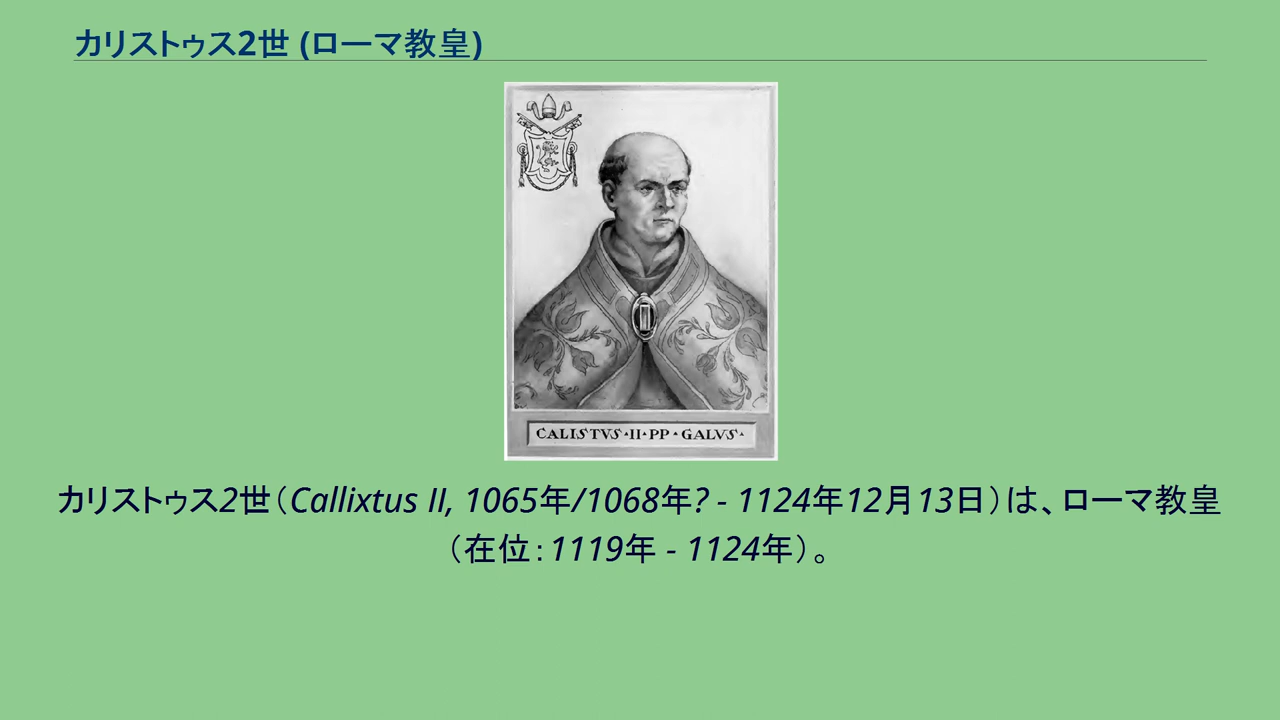 カリストゥス2世 (ローマ教皇)
CALISTVS·II·PP·GALVS·
カリストゥス2世（Callixtus II, 1065年/1068年? - 1124年12月13日）は、ローマ教皇
（在位：1119年 - 1124年）。